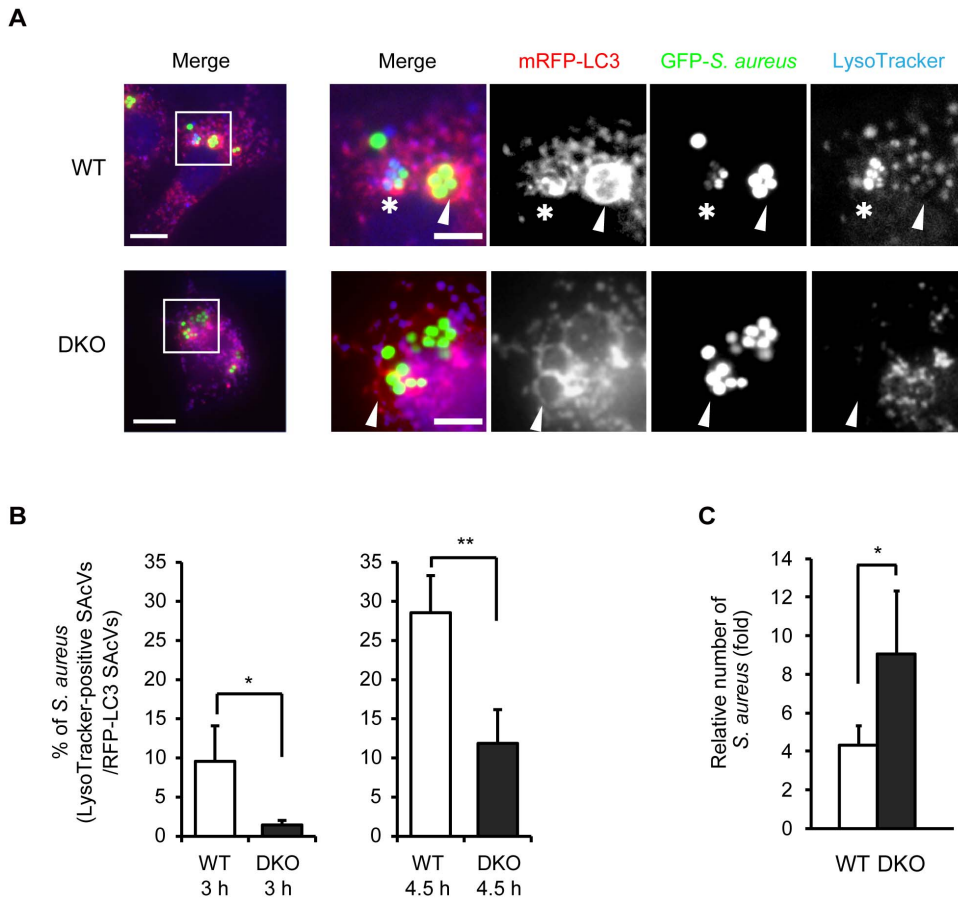 A
Merge
Merge
mRFP-LC3
GFP-S. aureus
LysoTracker
WT
*
*
*
*
DKO
B
% of S. aureus
(LysoTracker-positive SAcVs
/RFP-LC3 SAcVs)
35
30
25
20
15
10
5
0
*
WT
3 h
DKO
3 h
35
30
25
20
15
10
5
0
**
WT
4.5 h
DKO
4.5 h
C
Relative number of
S. aureus (fold)
14
12
10
8
6
4
2
0
*
WT DKO